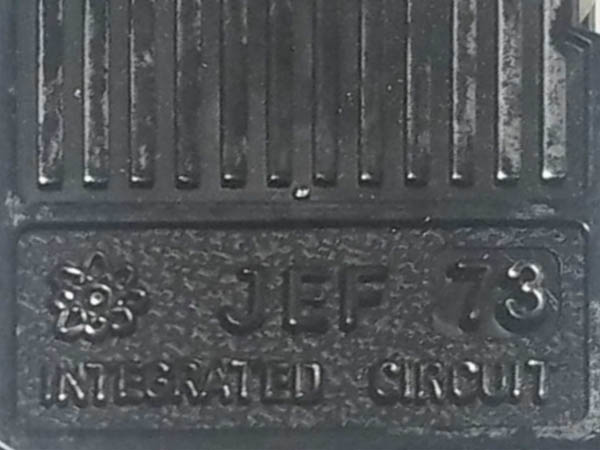 JEF 73
INTEGRATED CIRCUIT